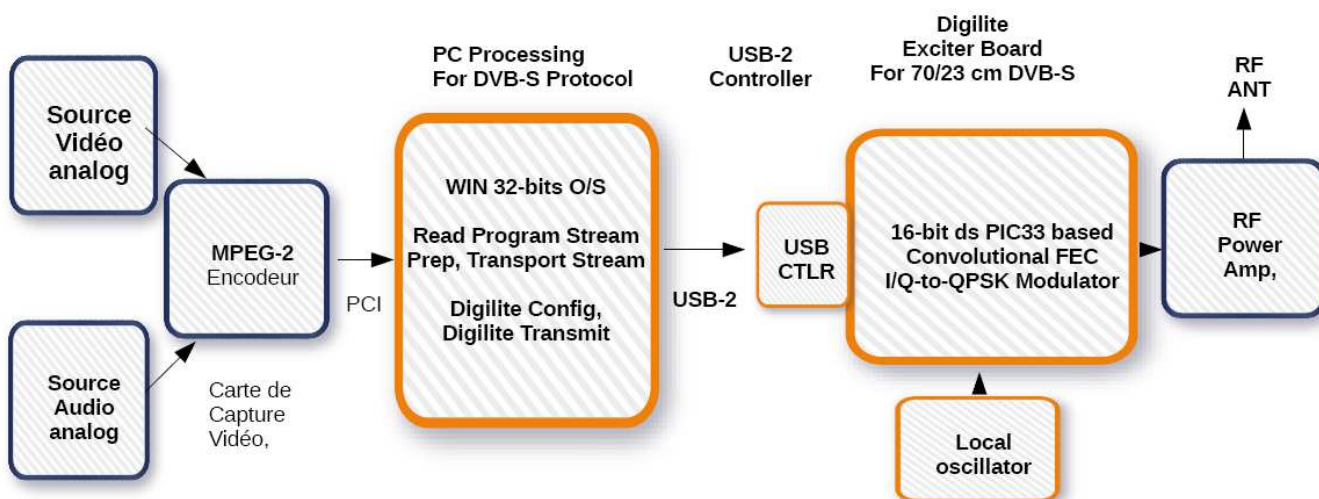 PC Processing
For DVB-S Protocol
USB-2
Controller
Digilite
Exciter Board
For 70/23 cm DVB-S
RF
ANT
Source
Vidéo
analog
MPEG-2
Encodeur
Source
Audio
analog
Carte de
Capture
Vidéo,
PCI
WIN 32-bits O/S
Read Program Stream
Prep, Transport Stream
Digilite Config,
Digilite Transmit
USB-2
USB
CTLR
16-bit ds PIC33 based
Convolutional FEC
I/Q-to-QPSK Modulator
Local
oscillator
RF
Power
Amp,